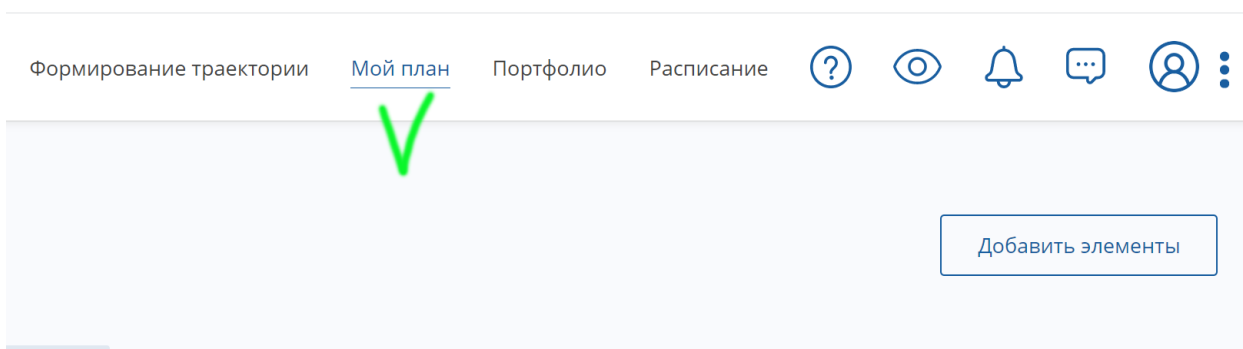 Формирование траектории Мой план Портфолио Расписание
Добавить элементы